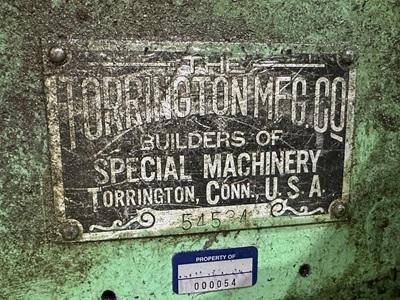 THE
TORRINGTON MFG. CO.
BUILDERS OF
SPECIAL MACHINERY
TORRINGTON, CONN., U.S.A.
54534
PROPERTY OF
000054